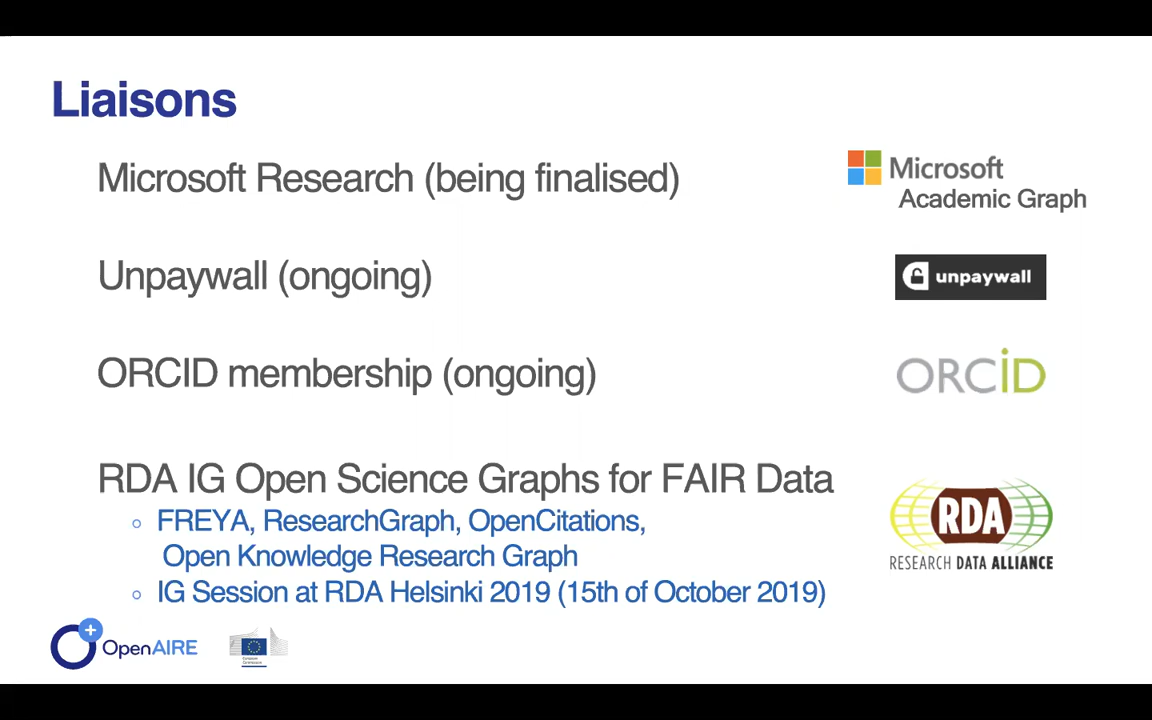 Liaisons
Microsoft Research (being finalised)
Microsoft
Academic Graph
Unpaywall (ongoing)
unpaywall
ORCID membership (ongoing)
ORCiD
RDA IG Open Science Graphs for FAIR Data
FREYA, ResearchGraph, OpenCitations,
Open Knowledge Research Graph
IG Session at RDA Helsinki 2019 (15th of October 2019)
RDA
RESEARCH DATA ALLIANCE
OpenAIRE
European
Commission